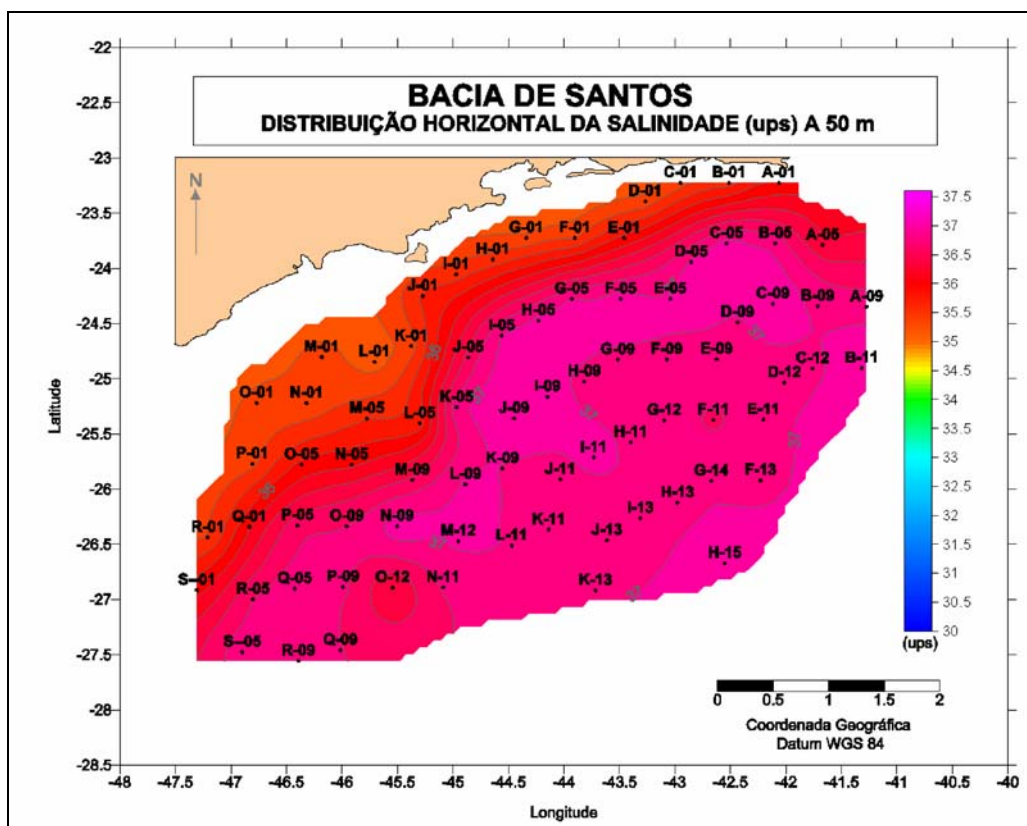 BACIA DE SANTOS
DISTRIBUIÇÃO HORIZONTAL DA SALINIDADE (ups) A 50 m
-22
-22.5
-23
-23.5
-24
-24.5
-25
-25.5
-26
-26.5
-27
-27.5
-28
-28.5
Latitude
N
C-01 B-01 A-01
D-01
G-01 F-01 E-01
H-01
I-01
J-01
C-05 B-05 A-05
D-05
G-05 F-05 E-05
H-05
I-05
C-09 B-09 A-09
D-09
K-01
M-01 L-01
J-05
G-09 F-09 E-09
H-09
C-12 B-11
D-12
O-01 N-01
M-05 L-05
K-05
I-09
J-09
G-12 F-11 E-11
H-11
I-11
P-01 O-05 N-05
M-09 L-09 K-09
J-11
G-14 F-13
H-13
I-13
R-01 Q-01 P-05 O-09 N-09
M-12 L-11 K-11 J-13
H-15
S-01
R-05 Q-05 P-09 O-12 N-11
K-13
S-05 R-09 Q-09
36
36
37
37
37
37
37
37
37.5
36
35
34
33
32
31
30
37
36.5
35.5
34.5
33.5
32.5
31.5
30.5
(ups)
0 0.5 1 1.5 2
Coordenada Geográfica
Datum WGS 84
-48 -47.5 -47 -46.5 -46 -45.5 -45 -44.5 -44 -43.5 -43 -42.5 -42 -41.5 -41 -40.5 -40
Longitude